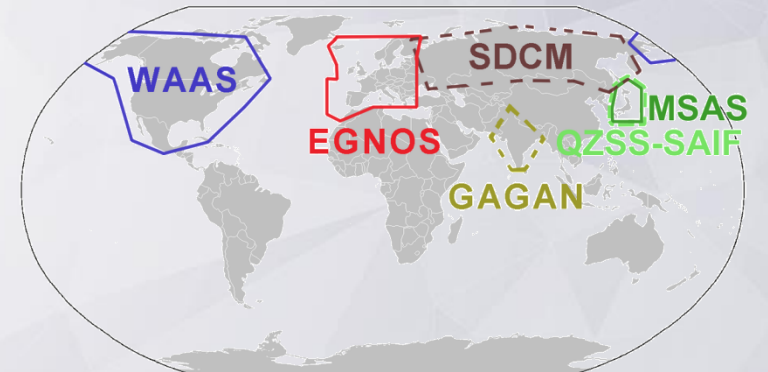 WAAS
SDCM
MSAS
EGNOS
QZSS-SAIF
GAGAN